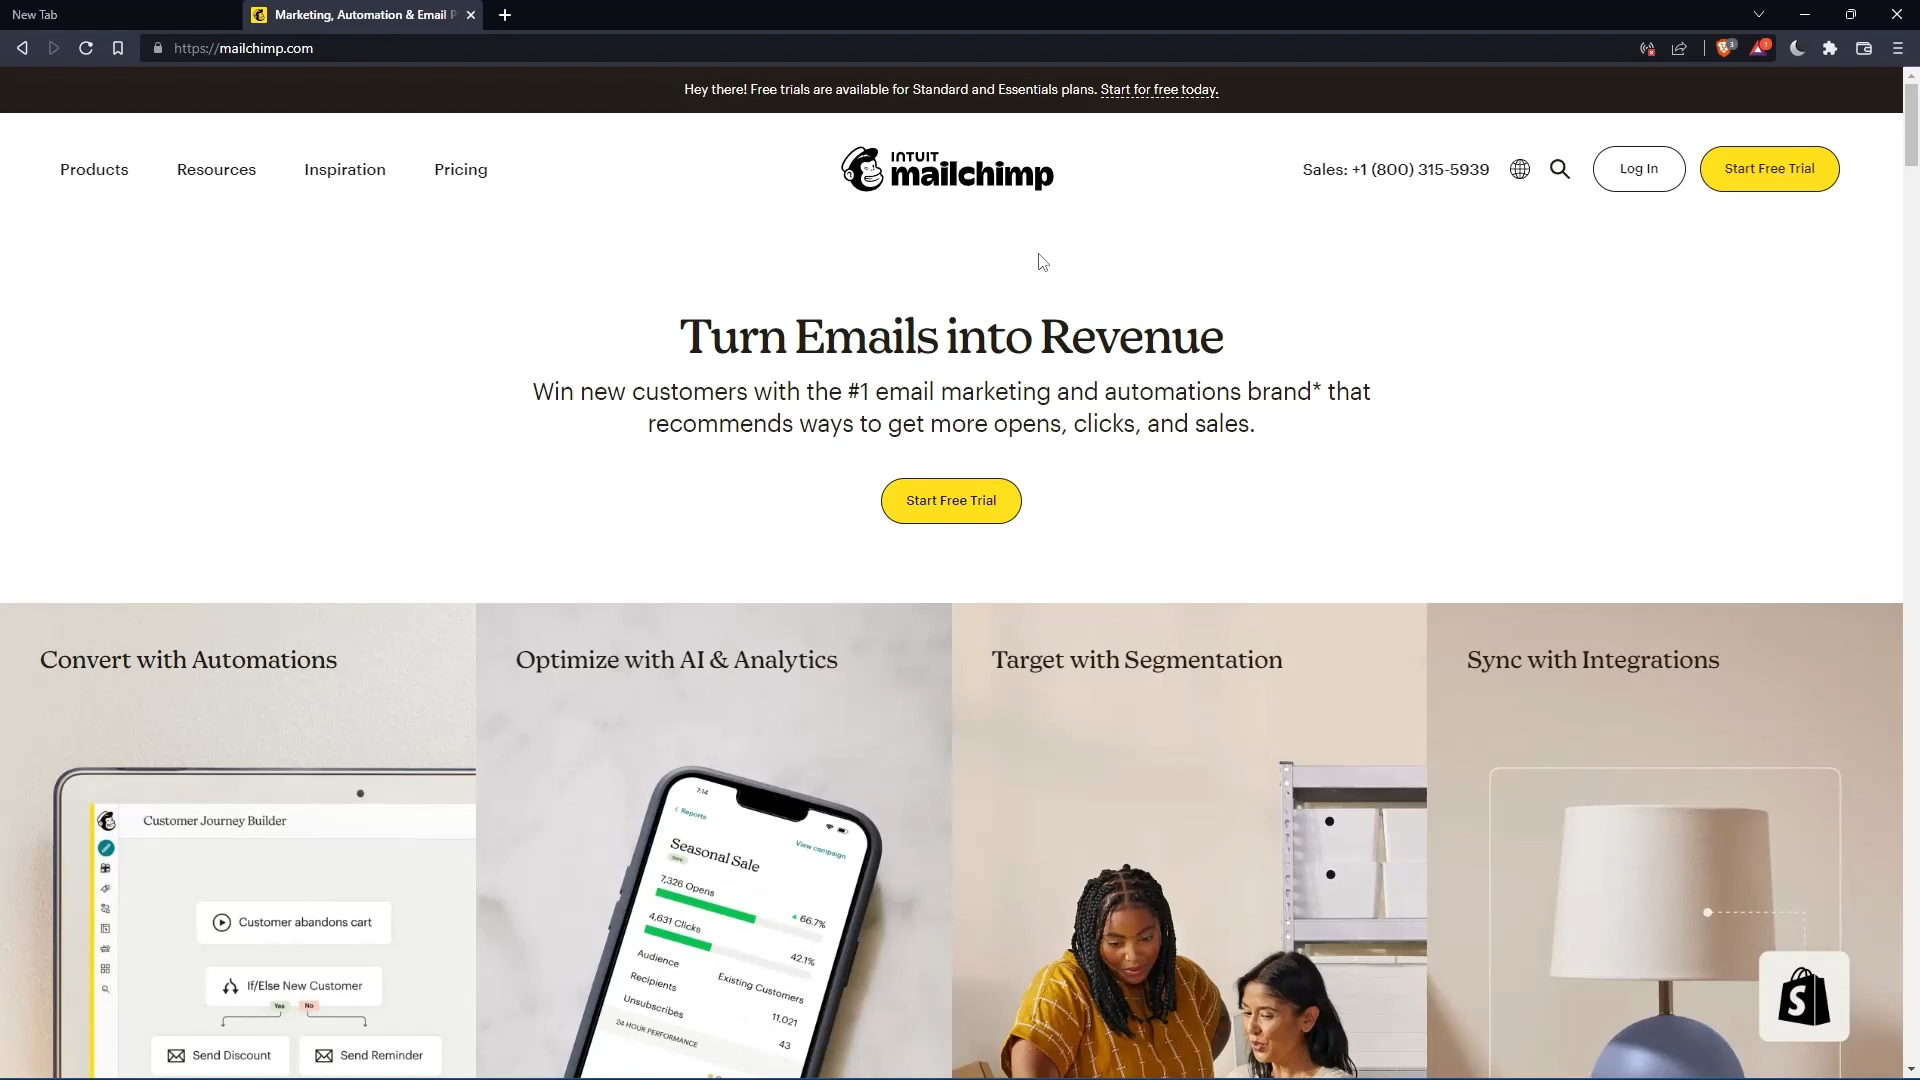 New Tab
Marketing, Automation & Email P
https://mailchimp.com
3
1
Hey there! Free trials are available for Standard and Essentials plans. Start for free today.
Products
Resources
Inspiration
Pricing
INTUIT
mailchimp
Sales: +1 (800) 315-5939
Log In
Start Free Trial
Turn Emails into Revenue
Win new customers with the #1 email marketing and automations brand* that
recommends ways to get more opens, clicks, and sales.
Start Free Trial
Convert with Automations
Optimize with AI & Analytics
Target with Segmentation
Sync with Integrations
Customer Journey Builder
Customer abandons cart
If/Else New Customer
Yes
No
Send Discount
Send Reminder
7:14
Reports
View campaign
Seasonal Sale
Sent
7,326 Opens
66.7%
4,631 Clicks
42.1%
Audience
Existing Customers
Recipients
11,021
Unsubscribes
43
24 HOUR PERFORMANCE
S